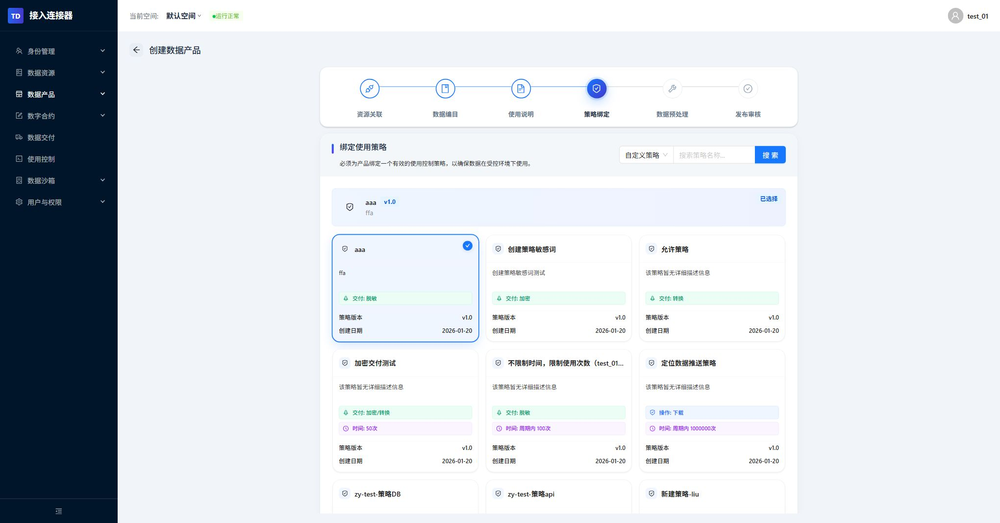 TD 接入连接器
当前空间: 默认空间 运行正常
test_01
身份管理
数据资源
数据产品
数字合约
数据交付
使用控制
数据沙箱
用户与权限
创建数据产品
资源关联 数据编目 使用说明 策略绑定 数据预处理 发布审核
绑定使用策略
必须为产品绑定一个有效的使用控制策略，以确保数据在受控环境下使用。
自定义策略 搜索策略名称... 搜 索
aaa v1.0
ffa
已选择
aaa
ffa
交付: 脱敏
策略版本 v1.0
创建日期 2026-01-20
创建策略敏感词
创建策略敏感词测试
交付: 加密
策略版本 v1.0
创建日期 2026-01-20
允许策略
该策略暂无详细描述信息
交付: 转换
策略版本 v1.0
创建日期 2026-01-20
加密交付测试
该策略暂无详细描述信息
交付: 加密/转换
时间: 50次
策略版本 v1.0
创建日期 2026-01-20
不限制时间，限制使用次数（test_01...
该策略暂无详细描述信息
交付: 脱敏
时间: 周期内 100次
策略版本 v1.0
创建日期 2026-01-20
定位数据推送策略
该策略暂无详细描述信息
操作: 下载
时间: 周期内 1000000次
策略版本 v1.0
创建日期 2026-01-20
zy-test-策略DB
zy-test-策略api
新建策略-liu